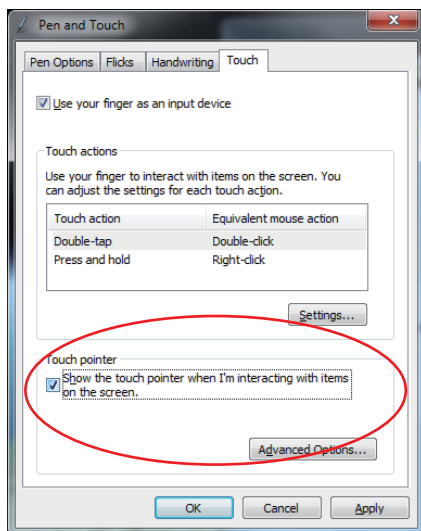 Pen and Touch
Pen Options Flicks Handwriting Touch
Use your finger as an input device
Touch actions
Use your finger to interact with items on the screen. You
can adjust the settings for each touch action.
Touch action Equivalent mouse action
Double-tap Double-click
Press and hold Right-click
Settings...
Touch pointer
Show the touch pointer when I'm interacting with items
on the screen.
Advanced Options...
OK Cancel Apply